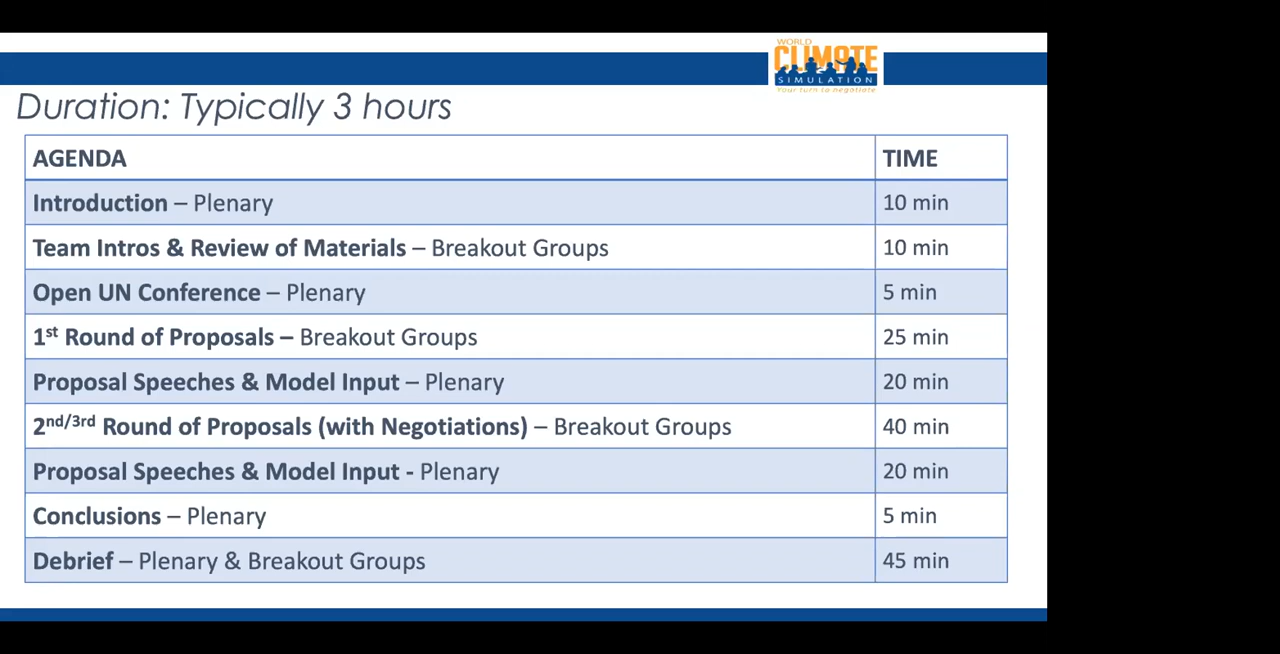 WORLD
CLIMATE
SIMULATION
Your turn to negotiate
Duration: Typically 3 hours
AGENDA TIME
Introduction – Plenary 10 min
Team Intros & Review of Materials – Breakout Groups 10 min
Open UN Conference – Plenary 5 min
1st Round of Proposals – Breakout Groups 25 min
Proposal Speeches & Model Input – Plenary 20 min
2nd/3rd Round of Proposals (with Negotiations) – Breakout Groups 40 min
Proposal Speeches & Model Input - Plenary 20 min
Conclusions – Plenary 5 min
Debrief – Plenary & Breakout Groups 45 min